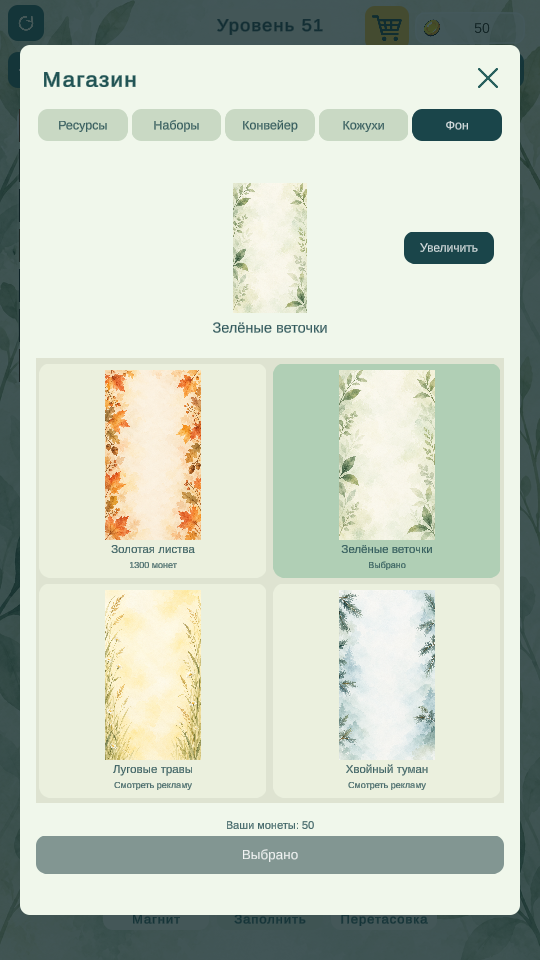 Уровень 51
50
Магазин
Ресурсы
Наборы
Конвейер
Кожухи
Фон
Увеличить
Зелёные веточки
Золотая листва
1300 монет
Зелёные веточки
Выбрано
Луговые травы
Смотреть рекламу
Хвойный туман
Смотреть рекламу
Ваши монеты: 50
Выбрано
Магнит
Заполнить
Перетасовка